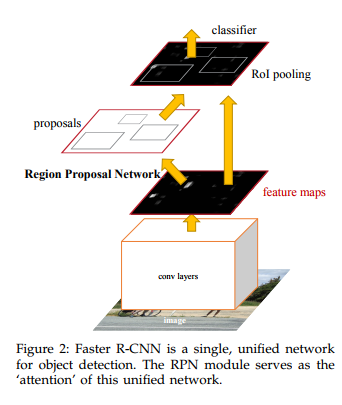 classifier
RoI pooling
proposals
Region Proposal Network
feature maps
conv layers
image
Figure 2: Faster R-CNN is a single, unified network
for object detection. The RPN module serves as the
‘attention’ of this unified network.